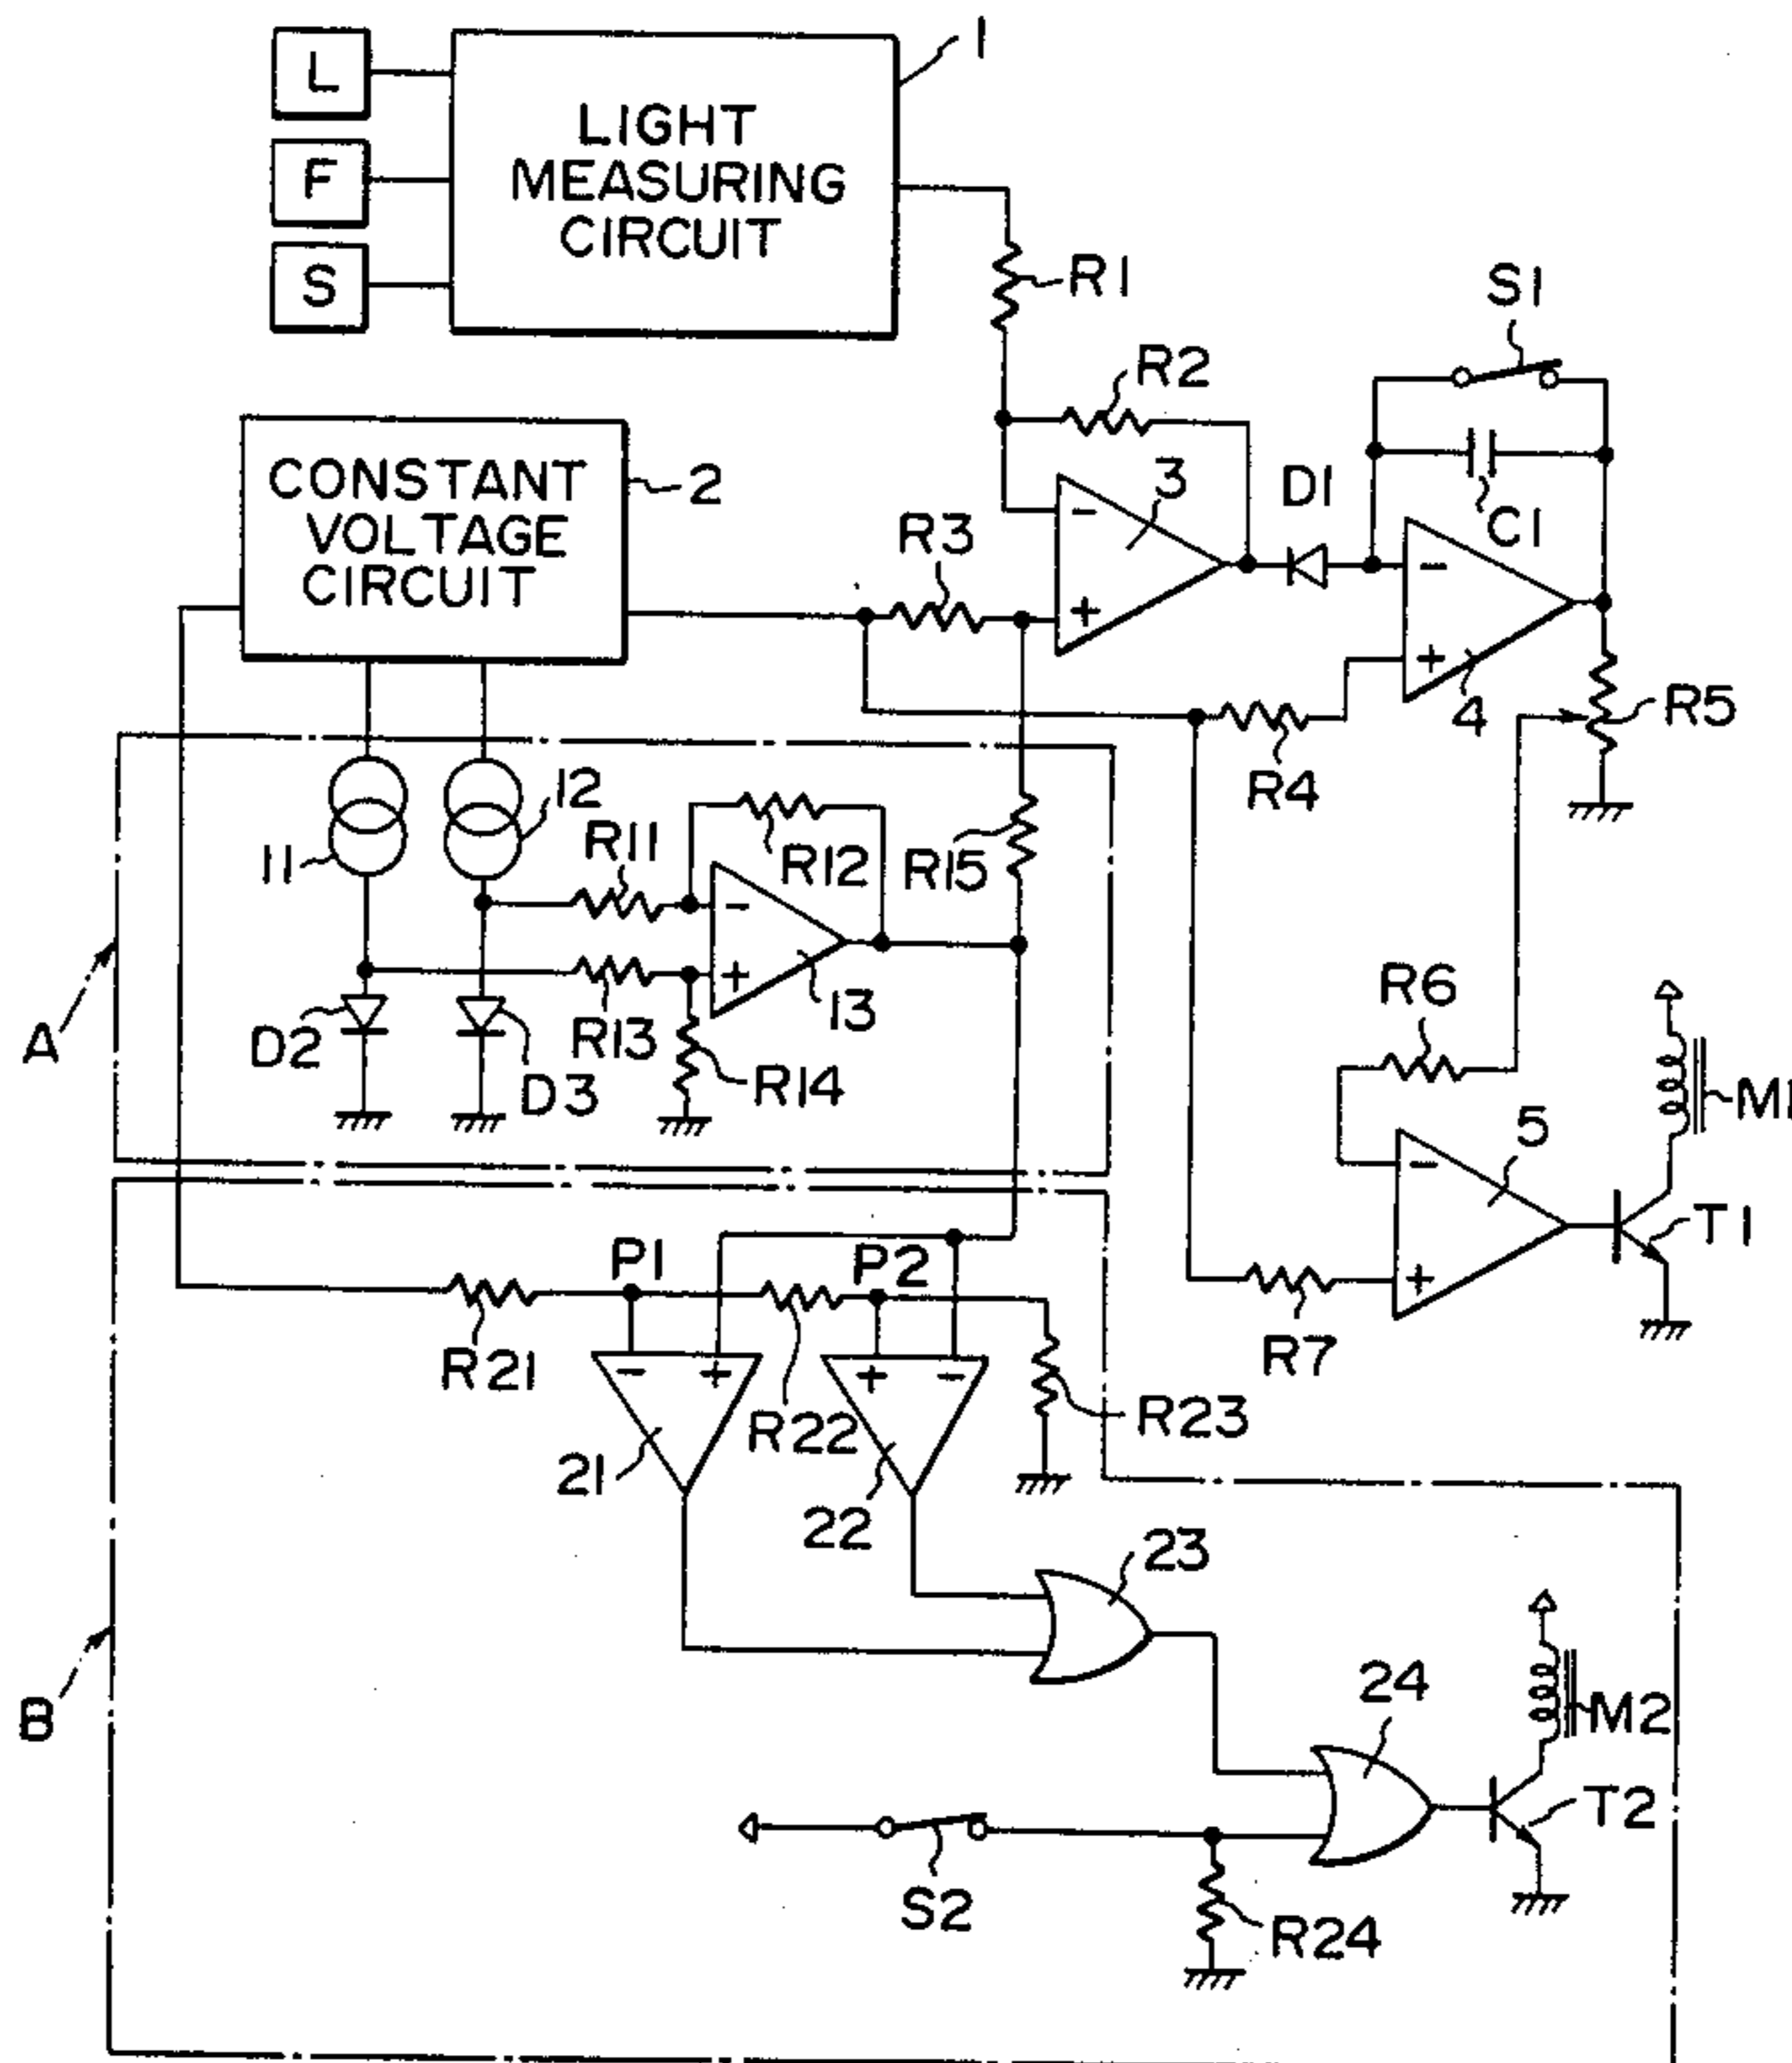 L
F
S
LIGHT
MEASURING
CIRCUIT
1
R1
S1
R2
CONSTANT
VOLTAGE
CIRCUIT
2
R3
-
3
+
D1
C1
-
+
4
R4
R5
11
12
R11
R12
R15
-
+
13
A
D2
D3
R13
R14
R6
M1
5
-
+
T1
R7
P1
P2
R21
-
+
R22
+
-
R23
21
22
23
24
B
M2
T2
S2
R24